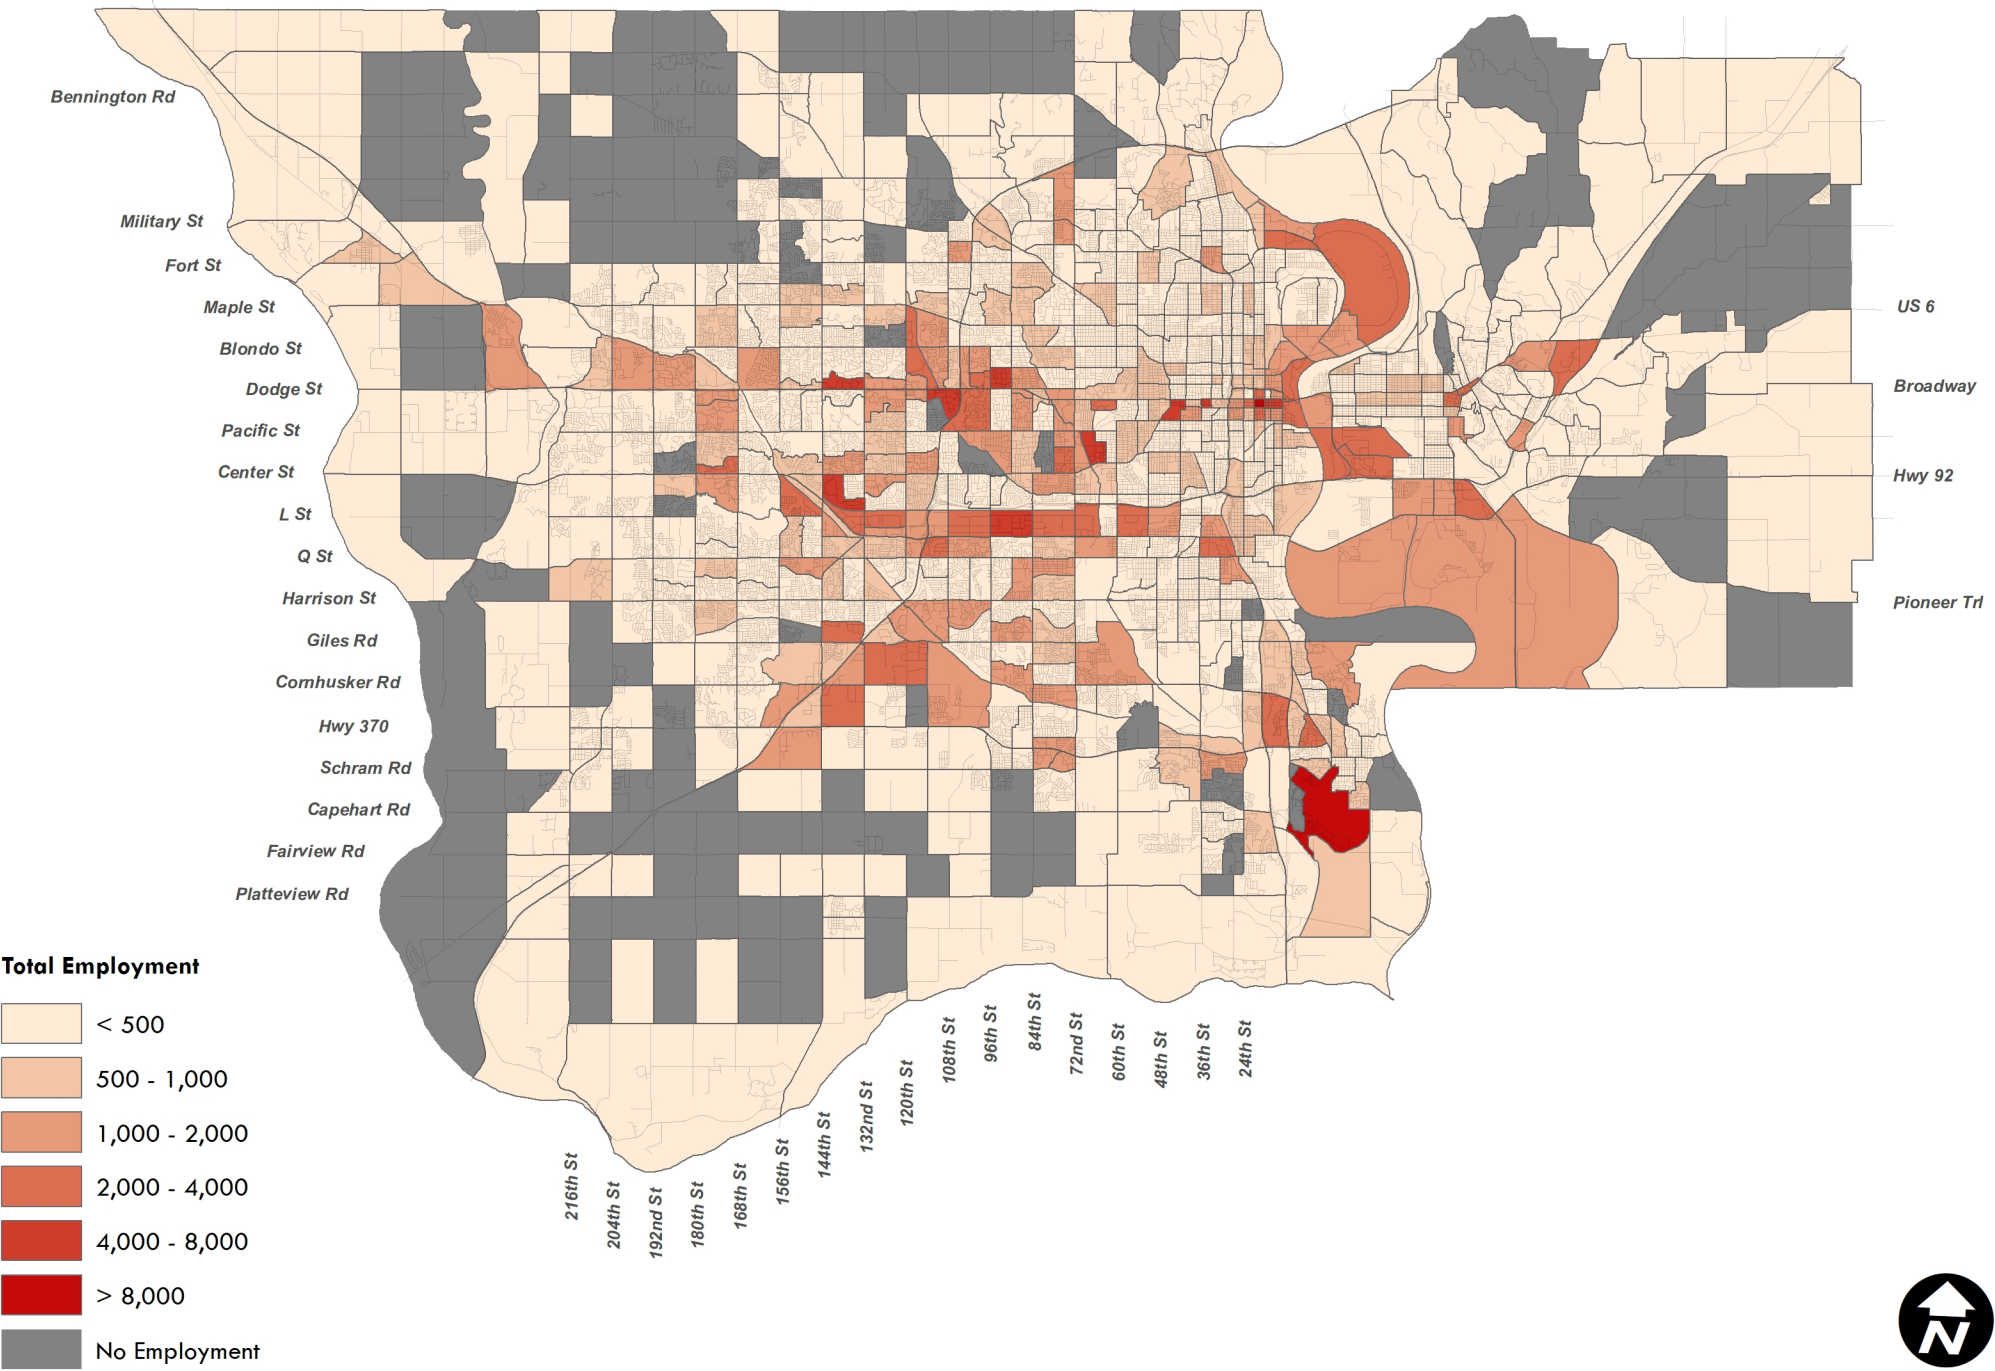 Bennington Rd
Military St
Fort St
Maple St
US 6
Blondo St
Dodge St
Broadway
Pacific St
Center St
Hwy 92
L St
Q St
Harrison St
Pioneer Trl
Giles Rd
Cornhusker Rd
Hwy 370
Schram Rd
Capehart Rd
Fairview Rd
Platteview Rd
216th St
204th St
192nd St
180th St
168th St
156th St
144th St
132nd St
120th St
108th St
96th St
84th St
72nd St
60th St
48th St
36th St
24th St
Total Employment
< 500
500 - 1,000
1,000 - 2,000
2,000 - 4,000
4,000 - 8,000
> 8,000
No Employment
N